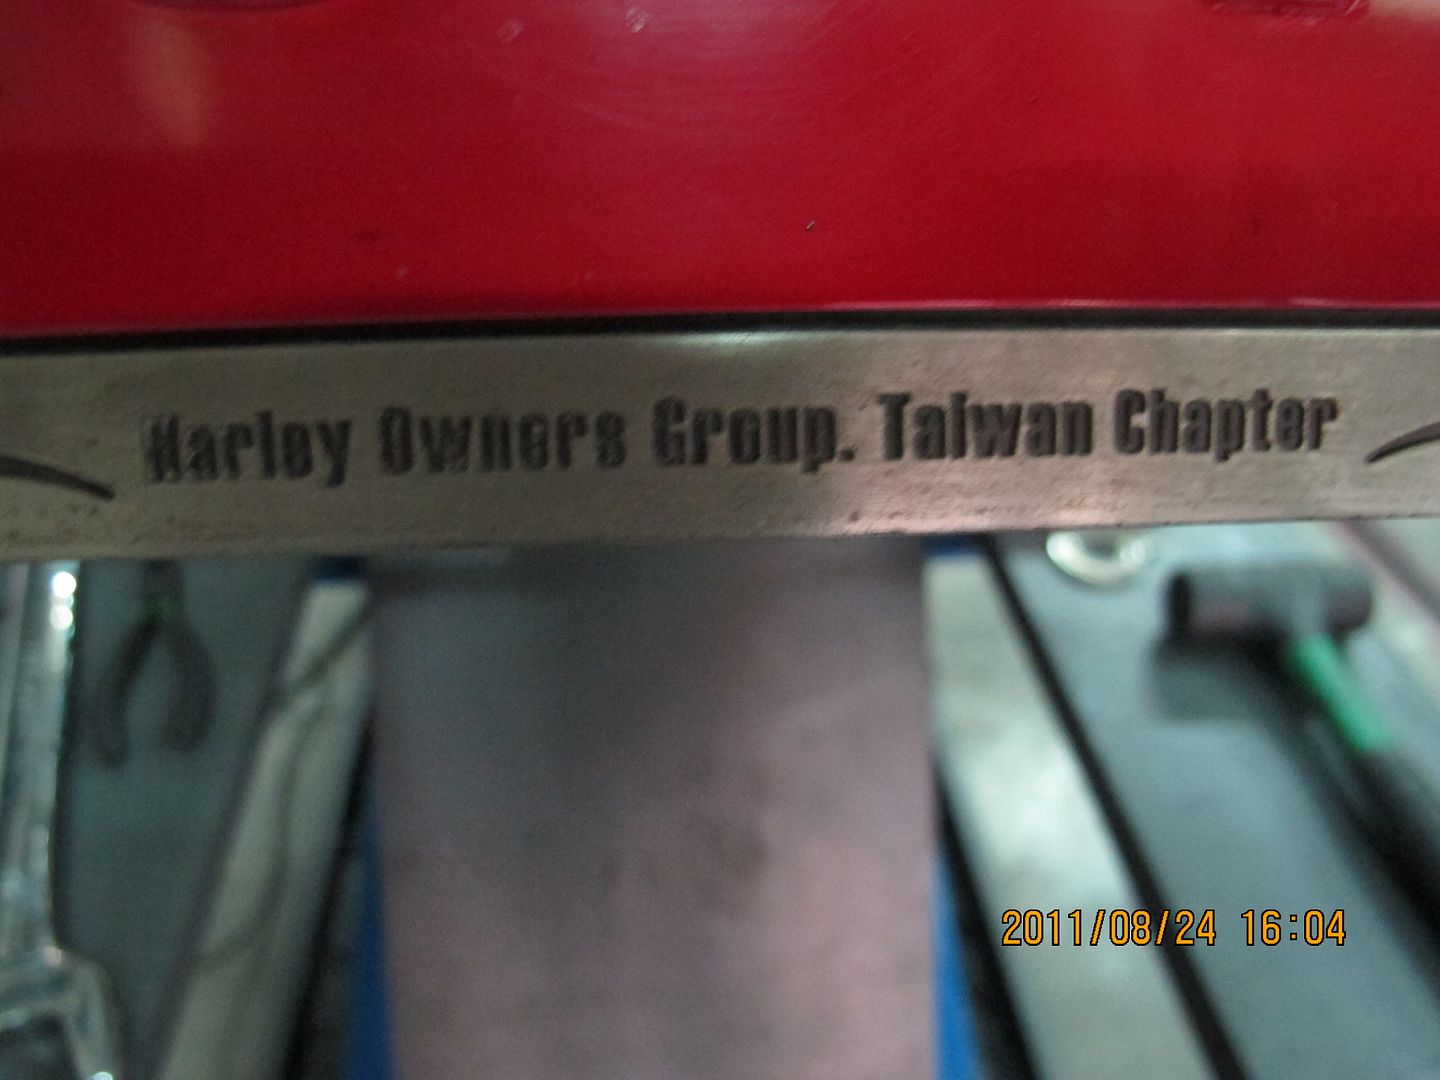 Harley Owners Group. Taiwan Chapter
2011/08/24 16:04